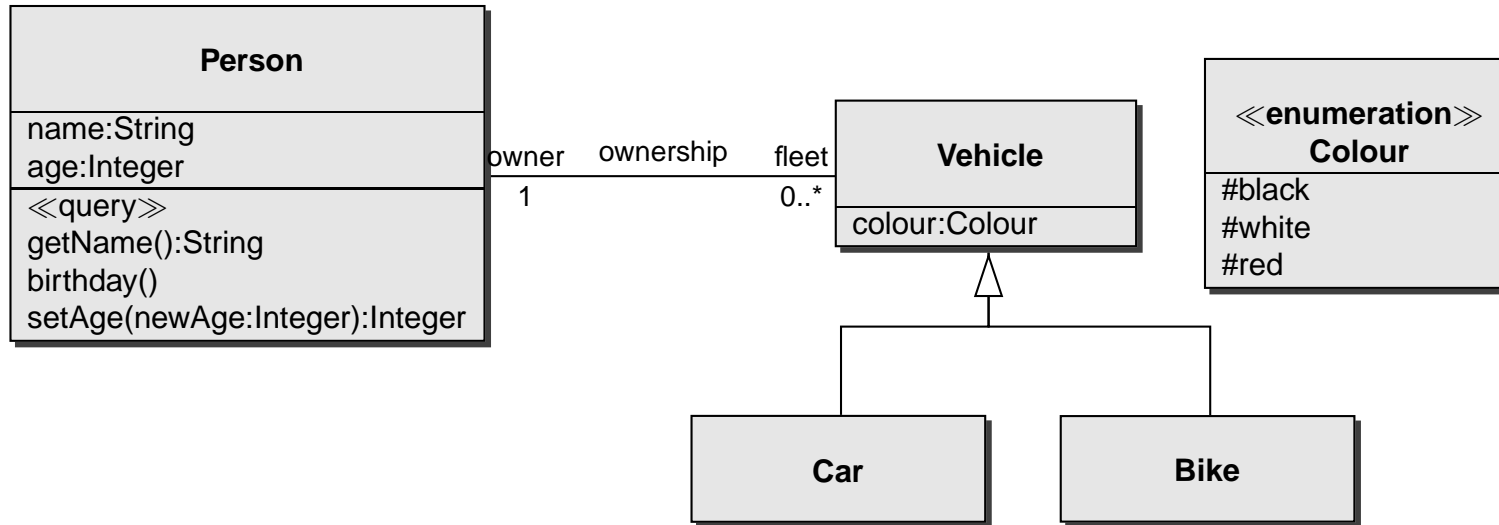 Person
name:String
age:Integer
≪query≫
getName():String
birthday()
setAge(newAge:Integer):Integer
owner
ownership
fleet
1
0..*
Vehicle
colour:Colour
≪enumeration≫
Colour
#black
#white
#red
Car
Bike